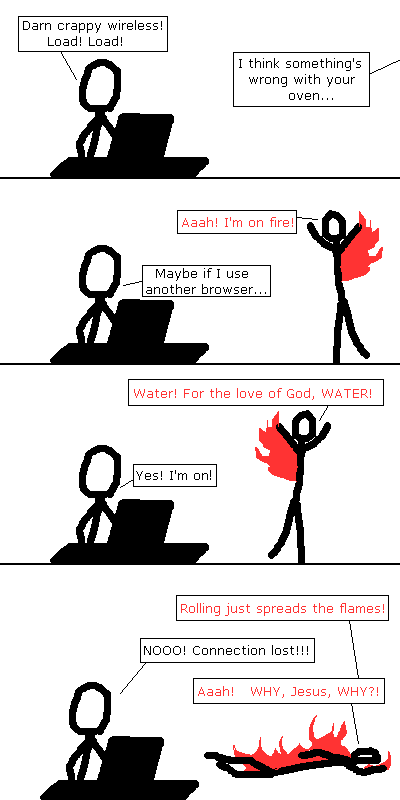 Darn crappy wireless!
Load! Load!
I think something's
wrong with your
oven...
Aaah! I'm on fire!
Maybe if I use
another browser...
Water! For the love of God, WATER!
Yes! I'm on!
Rolling just spreads the flames!
NOOO! Connection lost!!!
Aaah!   WHY, Jesus, WHY?!